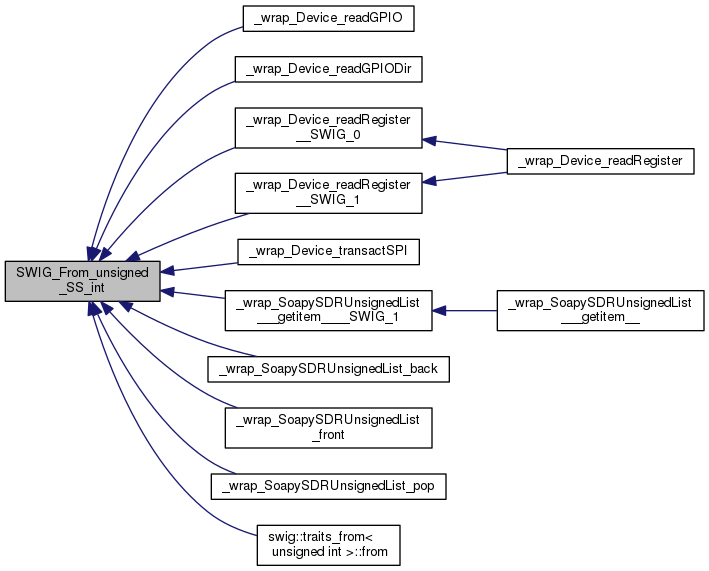 _wrap_Device_readGPIO
_wrap_Device_readGPIODir
_wrap_Device_readRegister
__SWIG_0
_wrap_Device_readRegister
_wrap_Device_readRegister
__SWIG_1
_wrap_Device_transactSPI
SWIG_From_unsigned
_SS_int
_wrap_SoapySDRUnsignedList
___getitem____SWIG_1
_wrap_SoapySDRUnsignedList
___getitem__
_wrap_SoapySDRUnsignedList_back
_wrap_SoapySDRUnsignedList
_front
_wrap_SoapySDRUnsignedList_pop
swig::traits_from<
unsigned int >::from